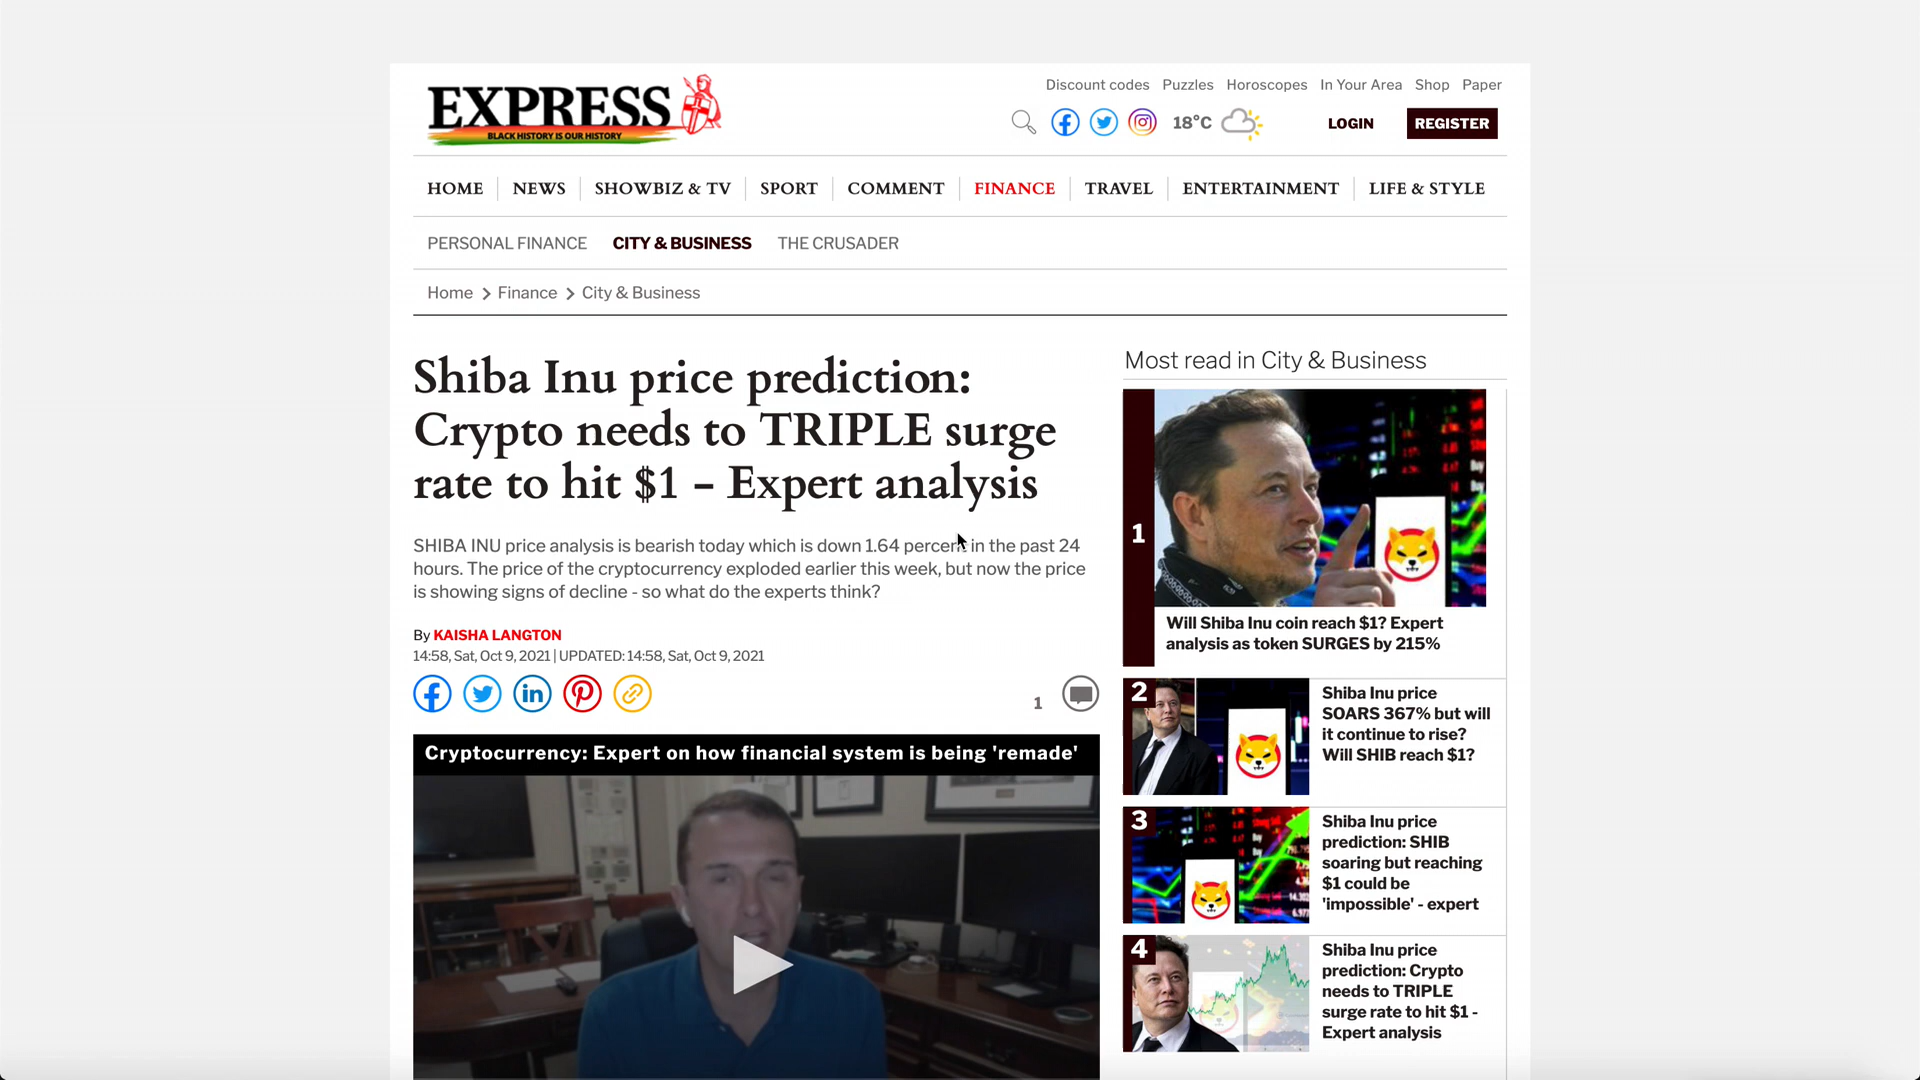 Discount codes Puzzles Horoscopes In Your Area Shop Paper
EXPRESS
BLACK HISTORY IS OUR HISTORY
18°C
LOGIN
REGISTER
HOME NEWS SHOWBIZ & TV SPORT COMMENT FINANCE TRAVEL ENTERTAINMENT LIFE & STYLE
PERSONAL FINANCE CITY & BUSINESS THE CRUSADER
Home > Finance > City & Business
Shiba Inu price prediction:
Crypto needs to TRIPLE surge
rate to hit $1 – Expert analysis
SHIBA INU price analysis is bearish today which is down 1.64 percent in the past 24
hours. The price of the cryptocurrency exploded earlier this week, but now the price
is showing signs of decline - so what do the experts think?
By KAISHA LANGTON
14:58, Sat, Oct 9, 2021 | UPDATED: 14:58, Sat, Oct 9, 2021
1
Cryptocurrency: Expert on how financial system is being 'remade'
Most read in City & Business
1
Will Shiba Inu coin reach $1? Expert
analysis as token SURGES by 215%
2
Shiba Inu price
SOARS 367% but will
it continue to rise?
Will SHIB reach $1?
3
Shiba Inu price
prediction: SHIB
soaring but reaching
$1 could be
'impossible' - expert
4
Shiba Inu price
prediction: Crypto
needs to TRIPLE
surge rate to hit $1 -
Expert analysis